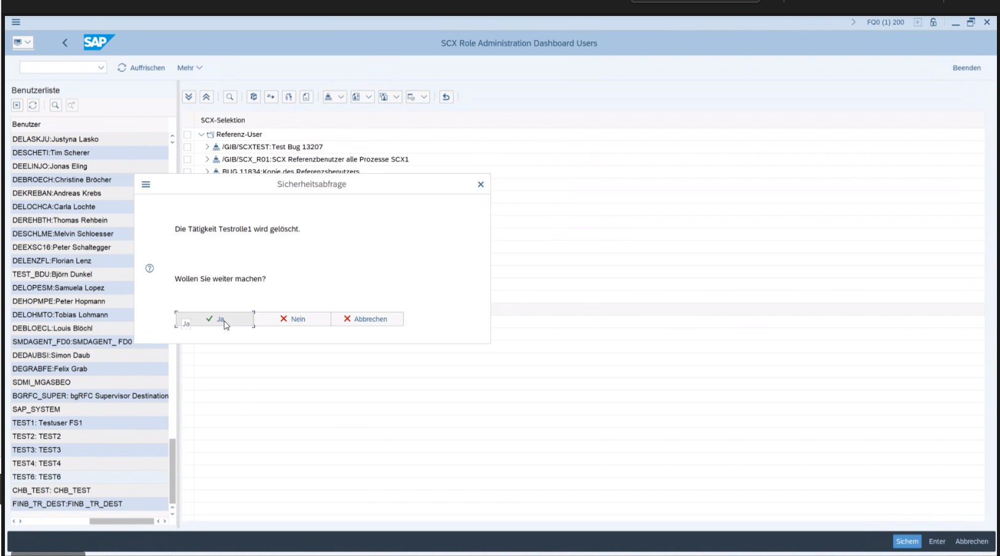 FQ0 (1) 200
SAP
SCX Role Administration Dashboard Users
Auffrischen
Mehr
Beenden
Benutzerliste
Benutzer
DELASKJU:Justyna Lasko
DESCHETI:Tim Scherer
DEELINJO:Jonas Eling
DEBROECH:Christine Bröcher
DEKREBAN:Andreas Krebs
DELOCHCA:Carla Lochte
DEREHBTH:Thomas Rehbein
DESCHLME:Melvin Schloesser
DEEXSC16:Peter Schaltegger
DELENZFL:Florian Lenz
TEST_BDU:Björn Dunkel
DELOPESM:Samuela Lopez
DEHOPMPE:Peter Hopmann
DELOHMTO:Tobias Lohmann
DEBLOECL:Louis Blöchl
SMDAGENT_FD0:SMDAGENT_ FD0
DEDAUBSI:Simon Daub
DEGRABFE:Felix Grab
SDMI_MGASBEO
BGRFC_SUPER: bgRFC Supervisor Destination
SAP_SYSTEM
TEST1: Testuser FS1
TEST2: TEST2
TEST3: TEST3
TEST4: TEST4
TEST6: TEST6
CHB_TEST: CHB_TEST
FINB_TR_DEST:FINB _TR_DEST
SCX-Selektion
Referenz-User
/GIB/SCXTEST:Test Bug 13207
/GIB/SCX_R01:SCX Referenzbenutzer alle Prozesse SCX1
BUG 11834:Kopie des Referenzsbenutzers
Sicherheitsabfrage
Die Tätigkeit Testrolle1 wird gelöscht.
Wollen Sie weiter machen?
Ja
Ja
Nein
Abbrechen
Sichern
Enter
Abbrechen